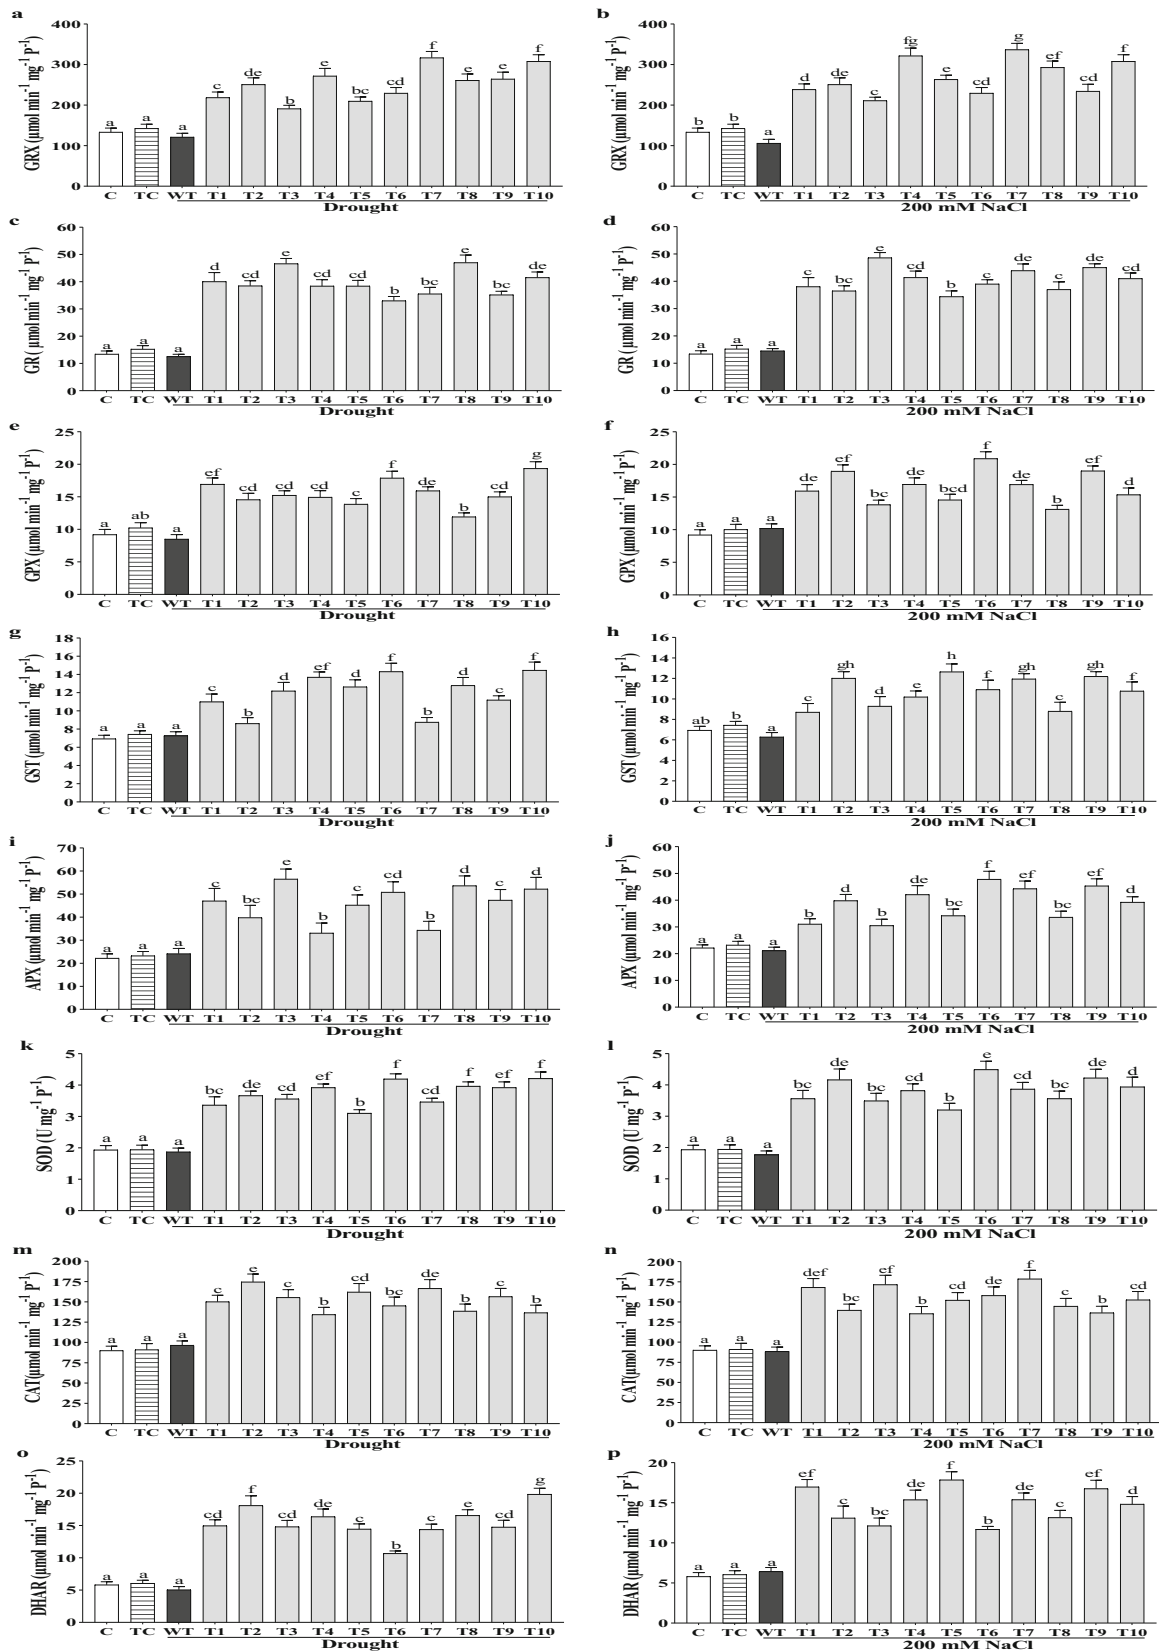 a
GRX (µmol min-1 mg-1 p-1)
400
300
200
100
0
a a a c de b e bc cd f d e f
C TC WT T1 T2 T3 T4 T5 T6 T7 T8 T9 T10
Drought
b
GRX (µmol min-1 mg-1 p-1)
400
300
200
100
0
b b a d de c fg e cd g ef cd f
C TC WT T1 T2 T3 T4 T5 T6 T7 T8 T9 T10
200 mM NaCl
c
GR ( µmol min-1 mg-1 p-1)
60
50
40
30
20
10
0
a a a d cd e cd cd b bc e bc de
C TC WT T1 T2 T3 T4 T5 T6 T7 T8 T9 T10
Drought
d
GR ( µmol min-1 mg-1 p-1)
60
50
40
30
20
10
0
a a a c bc e cd b c de c de cd
C TC WT T1 T2 T3 T4 T5 T6 T7 T8 T9 T10
200 mM NaCl
e
GPX (µmol min-1 mg-1 p-1)
25
20
15
10
5
0
a ab a ef cd cd cd c f de b cd g
C TC WT T1 T2 T3 T4 T5 T6 T7 T8 T9 T10
Drought
f
GPX (µmol min-1 mg-1 p-1)
25
20
15
10
5
0
a a a de ef bc de bcd f de b ef d
C TC WT T1 T2 T3 T4 T5 T6 T7 T8 T9 T10
200 mM NaCl
g
GST (µmol min-1 mg-1 p-1)
18
16
14
12
10
8
6
4
2
0
a a a c b d ef d f b d c f
C TC WT T1 T2 T3 T4 T5 T6 T7 T8 T9 T10
Drought
h
GST (µmol min-1 mg-1 p-1)
16
14
12
10
8
6
4
2
0
ab b a c gh d e h f gh c gh f
C TC WT T1 T2 T3 T4 T5 T6 T7 T8 T9 T10
200 mM NaCl
i
APX (µmol min-1 mg-1 p-1)
70
60
50
40
30
20
10
0
a a a c bc e b c cd b d c d
C TC WT T1 T2 T3 T4 T5 T6 T7 T8 T9 T10
Drought
j
APX (µmol min-1 mg-1 p-1)
60
50
40
30
20
10
0
a a a b d b de bc f ef bc ef d
C TC WT T1 T2 T3 T4 T5 T6 T7 T8 T9 T10
200 mM NaCl
k
SOD (U mg-1 p-1)
5
4
3
2
1
0
a a a bc de cd ef b f cd f ef f
C TC WT T1 T2 T3 T4 T5 T6 T7 T8 T9 T10
Drought
l
SOD (U mg-1 p-1)
5
4
3
2
1
0
a a a bc de bc cd b e cd bc de d
C TC WT T1 T2 T3 T4 T5 T6 T7 T8 T9 T10
200 mM NaCl
m
CAT(µmol min-1 mg-1 p-1)
200
175
150
125
100
75
50
25
0
a a a c e c b cd bc de b c b
C TC WT T1 T2 T3 T4 T5 T6 T7 T8 T9 T10
Drought
n
CAT(µmol min-1 mg-1 p-1)
200
175
150
125
100
75
50
25
0
a a a def bc ef b cd de f c b cd
C TC WT T1 T2 T3 T4 T5 T6 T7 T8 T9 T10
200 mM NaCl
o
DHAR (µmol min-1 mg-1 p-1)
25
20
15
10
5
0
a a a cd f cd de c b c e cd g
C TC WT T1 T2 T3 T4 T5 T6 T7 T8 T9 T10
Drought
p
DHAR (µmol min-1 mg-1 p-1)
20
15
10
5
0
a a a ef c bc de f b de c ef d
C TC WT T1 T2 T3 T4 T5 T6 T7 T8 T9 T10
200 mM NaCl